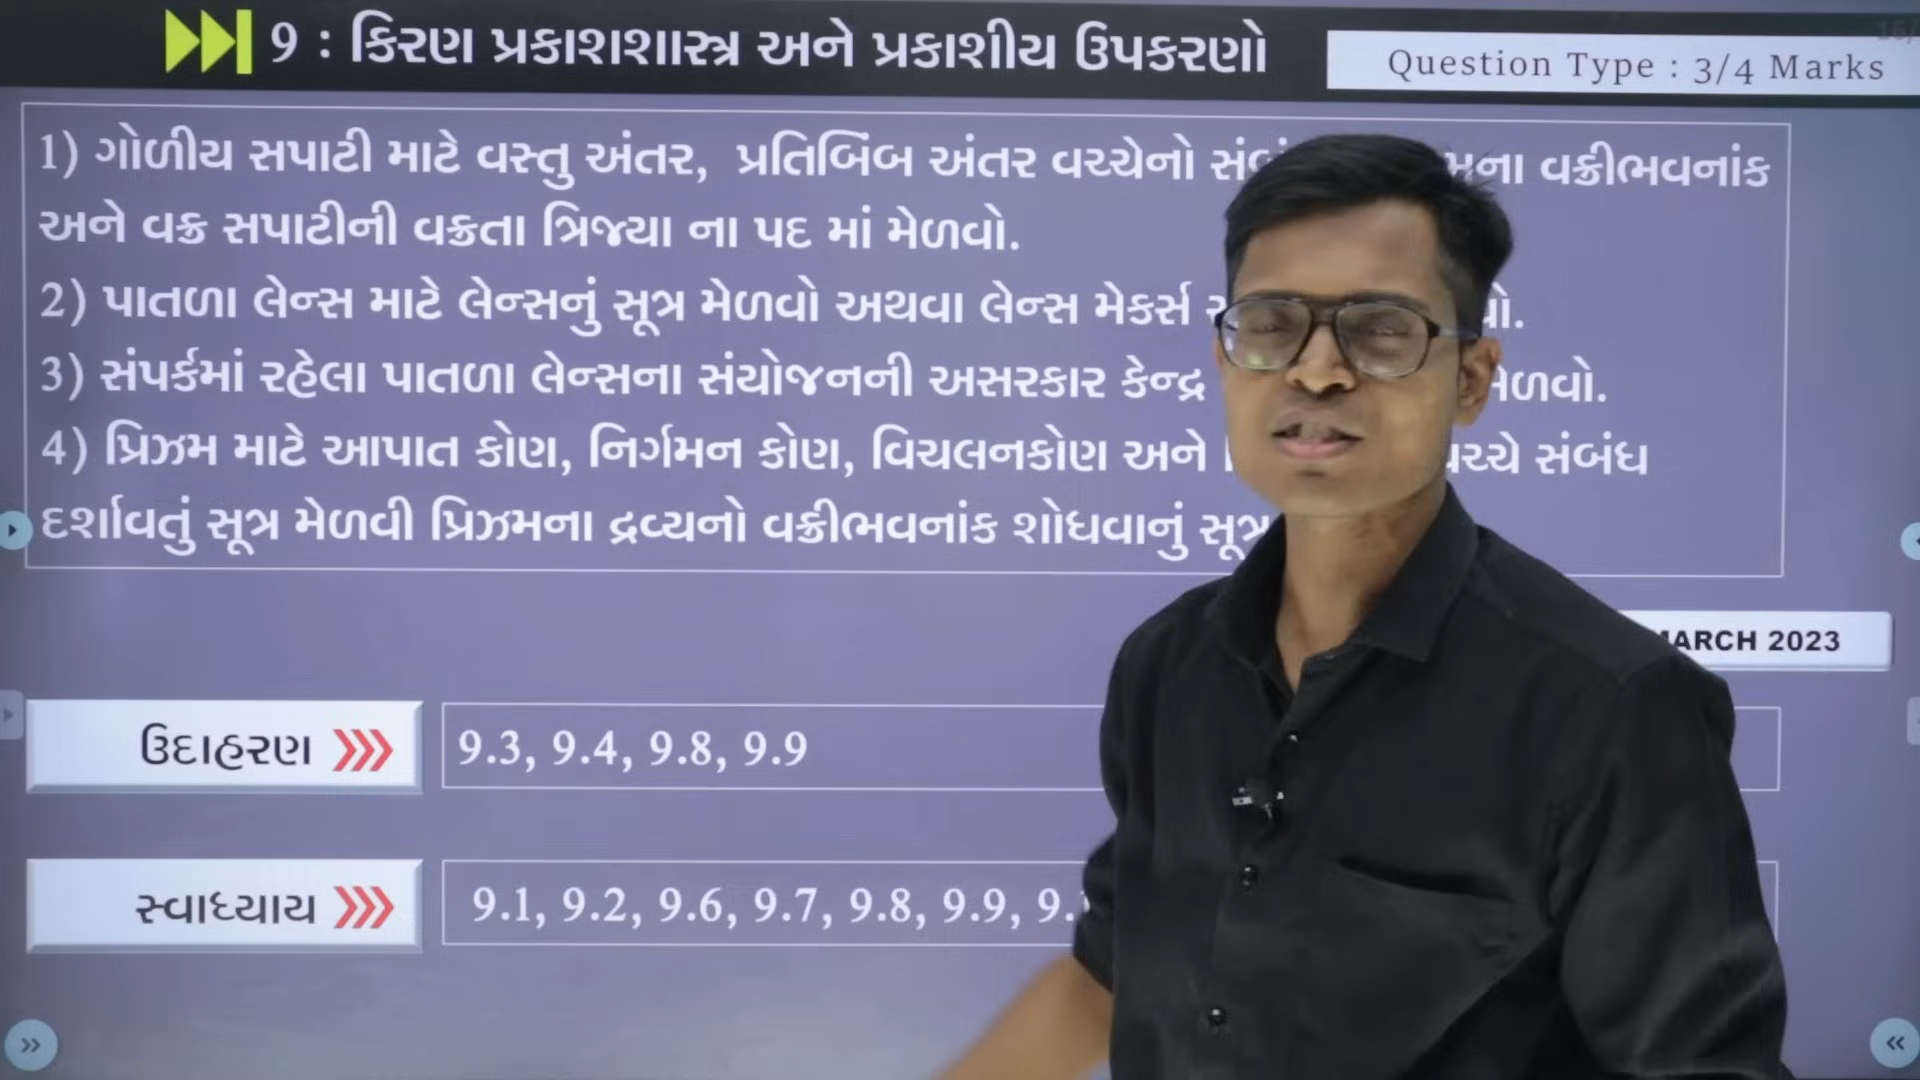 9 : કિરણ પ્રકાશશાસ્ત્ર અને પ્રકાશીય ઉપકરણો
Question Type : 3/4 Marks
1) ગોળીય સપાટી માટે વસ્તુ અંતર, પ્રતિબિંબ અંતર વચ્ચેનો વક્રીભવનાંક
અને વક્ર સપાટીની વક્રતા ત્રિજ્યા ના પદ માં મેળવો.
2) પાતળા લેન્સ માટે લેન્સનું સૂત્ર મેળવો અથવા લેન્સ મેકર્સ
3) સંપર્કમાં રહેલા પાતળા લેન્સના સંયોજનની અસરકાર કેન્દ્ર મેળવો.
4) પ્રિઝમ માટે આપાત કોણ, નિર્ગમન કોણ, વિચલનકોણ અને વચ્ચે સંબંધ
દર્શાવતું સૂત્ર મેળવી પ્રિઝમના દ્રવ્યનો વક્રીભવનાંક શોધવાનું સૂત્ર
MARCH 2023
ઉદાહરણ 9.3, 9.4, 9.8, 9.9
સ્વાધ્યાય 9.1, 9.2, 9.6, 9.7, 9.8, 9.9,